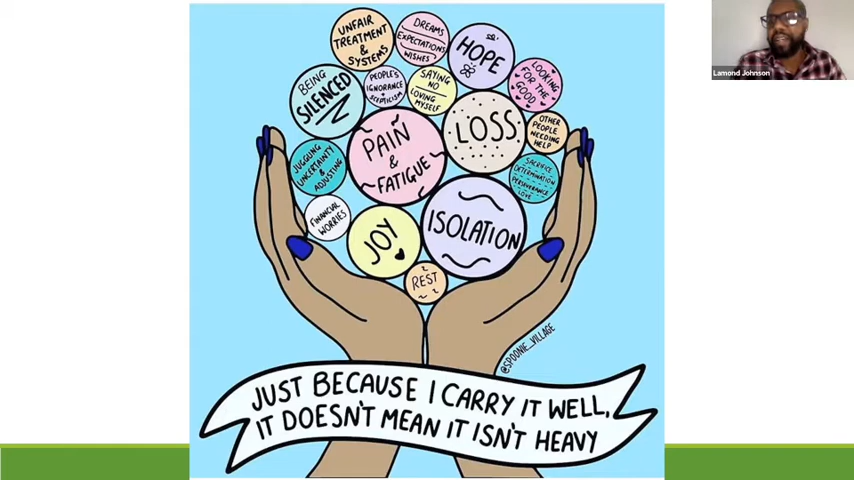 UNFAIR
TREATMENT
&
SYSTEMS
DREAMS
EXPECTATIONS
WISHES
HOPE
LOOKING
FOR THE
GOOD
BEING
SILENCED
PEOPLE'S
IGNORANCE
SCEPTICISM
SAYING
NO
LOVING
MYSELF
PAIN
&
FATIGUE
LOSS
OTHER
PEOPLE
NEEDING
HELP
JUGGLING
UNCERTAINTY
&
ADJUSTING
SACRIFICE
DETERMINATION
PERSEVERANCE
LOVE
FINANCIAL
WORRIES
JOY
ISOLATION
REST
@SPOONIE_VILLAGE
JUST BECAUSE I CARRY IT WELL,
IT DOESN'T MEAN IT ISN'T HEAVY
Lamond Johnson